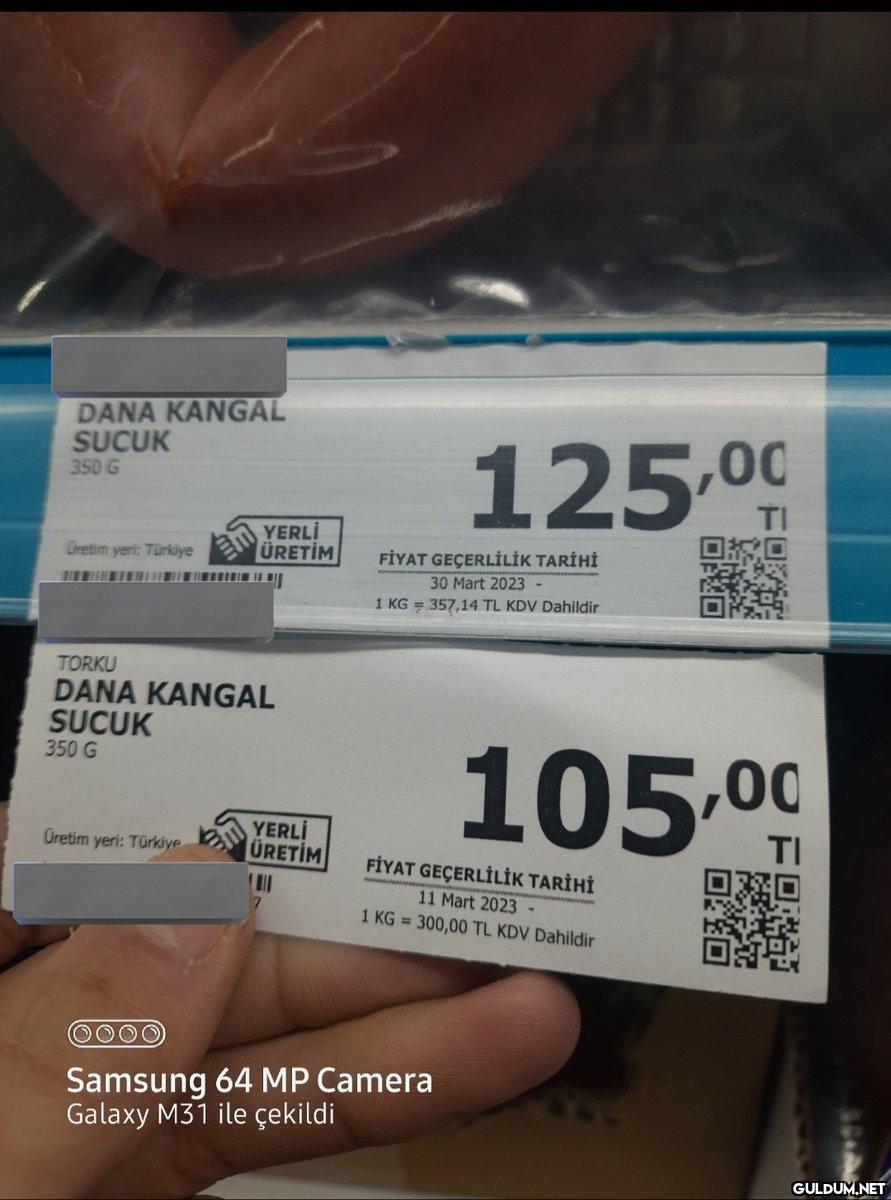 DANA KANGAL
SUCUK
350 G
125,00
Üretim yeri: Türkiye
YERLİ
ÜRETİM
FİYAT GEÇERLİLİK TARİHİ
30 Mart 2023 -
1 KG = 357,14 TL KDV Dahildir
TORKU
DANA KANGAL
SUCUK
350 G
105,00
Üretim yeri: Türkiye
YERLİ
ÜRETİM
FİYAT GEÇERLİLİK TARİHİ
11 Mart 2023 -
1 KG = 300,00 TL KDV Dahildir
7
Samsung 64 MP Camera
Galaxy M31 ile çekildi
GULDUM.NET